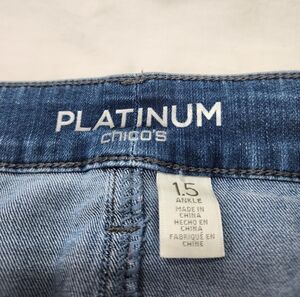 PLATINUM
chico's
1.5
ANKLE
MADE IN
CHINA
HECHO EN
CHINA
FABRIQUÉ EN
CHINE